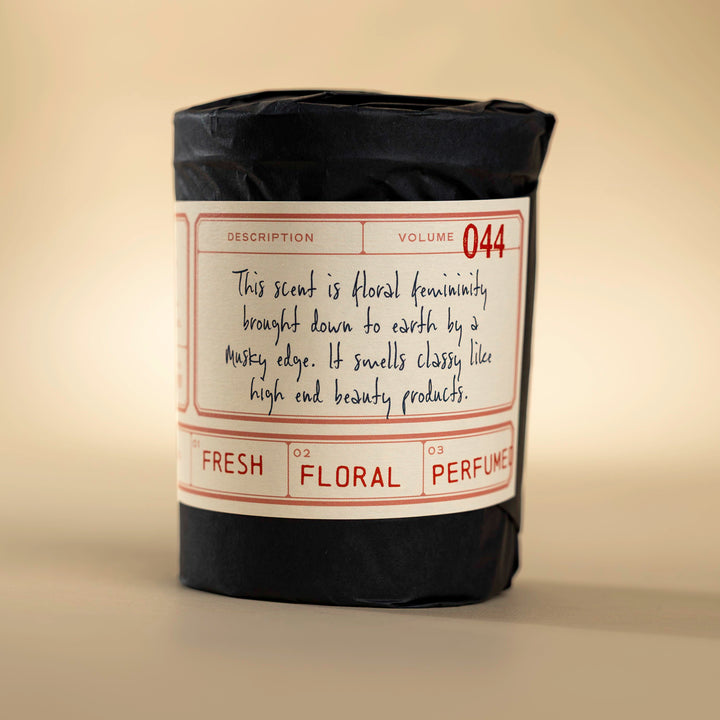 DESCRIPTION VOLUME 044
This scent is floral femininity
brought down to earth by a
musky edge. It smells classy like
high end beauty products.
01 FRESH 02 FLORAL 03 PERFUMED